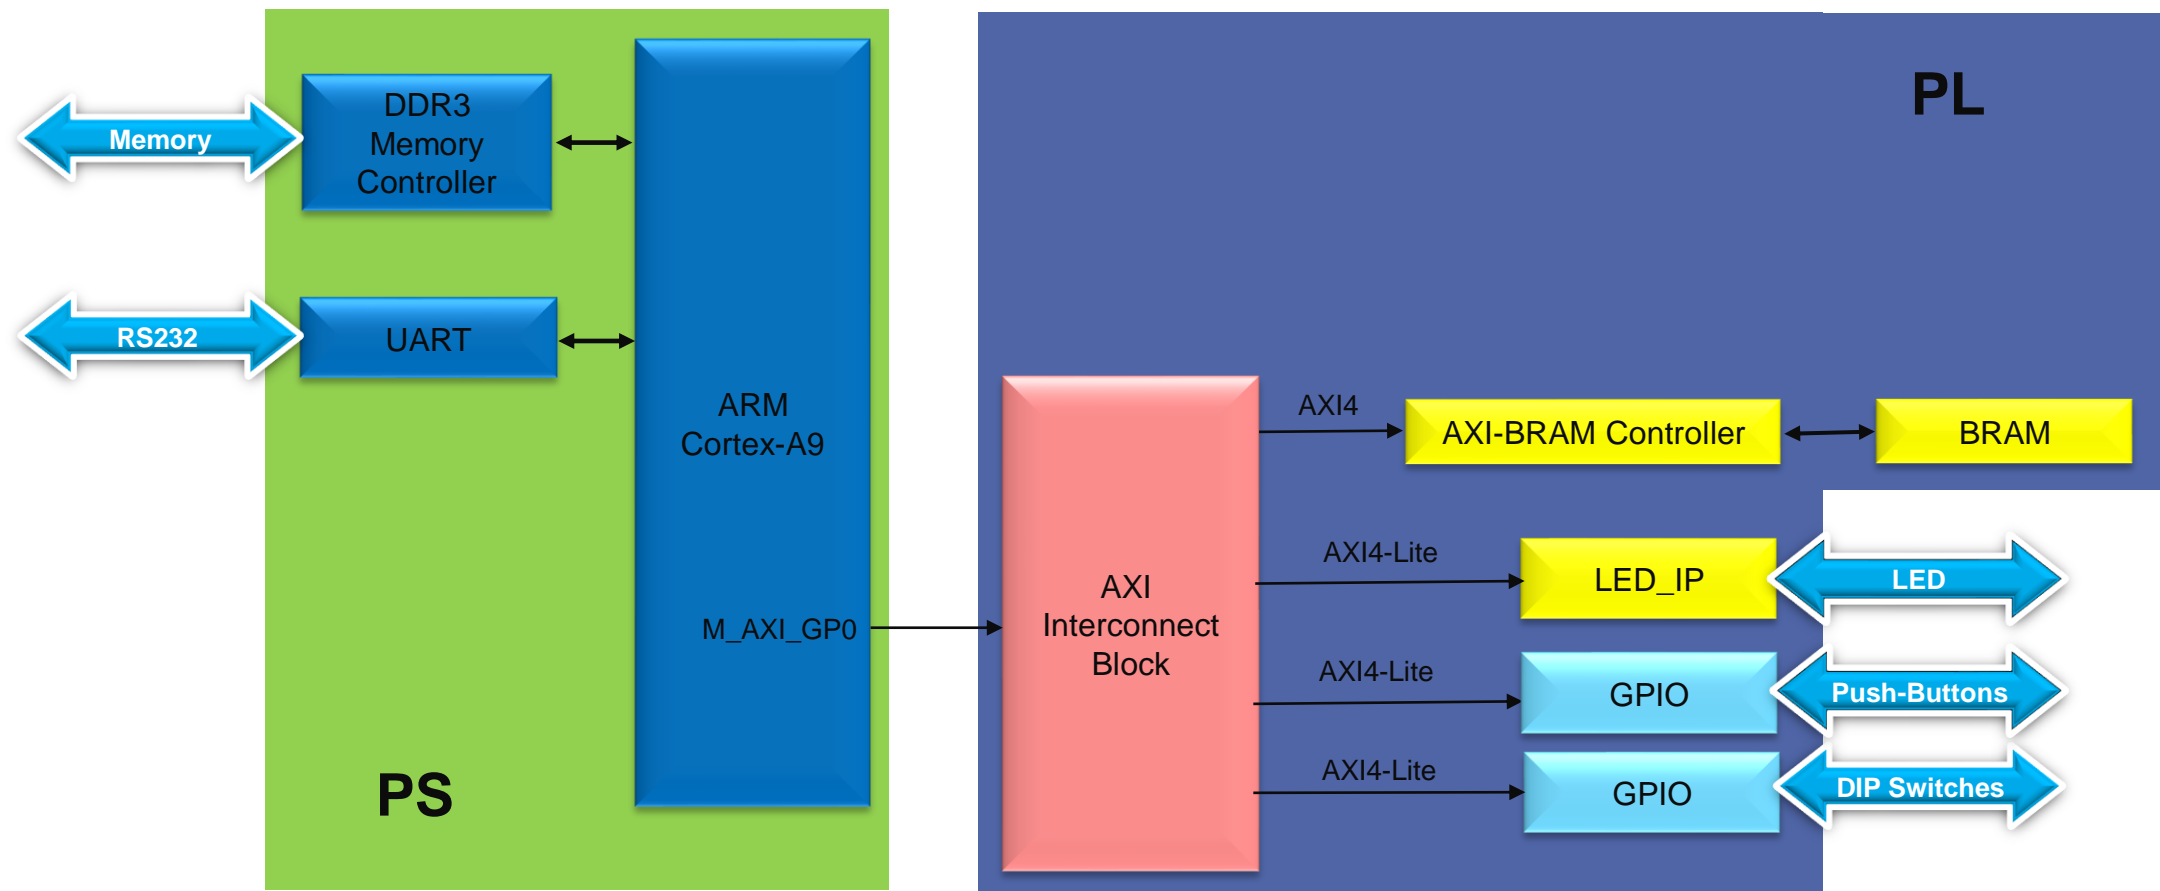 PL
DDR3
Memory
Controller
Memory
UART
RS232
ARM
Cortex-A9
M_AXI_GP0
PS
AXI
Interconnect
Block
AXI4
AXI-BRAM Controller
BRAM
AXI4-Lite
LED_IP
LED
AXI4-Lite
GPIO
Push-Buttons
AXI4-Lite
GPIO
DIP Switches